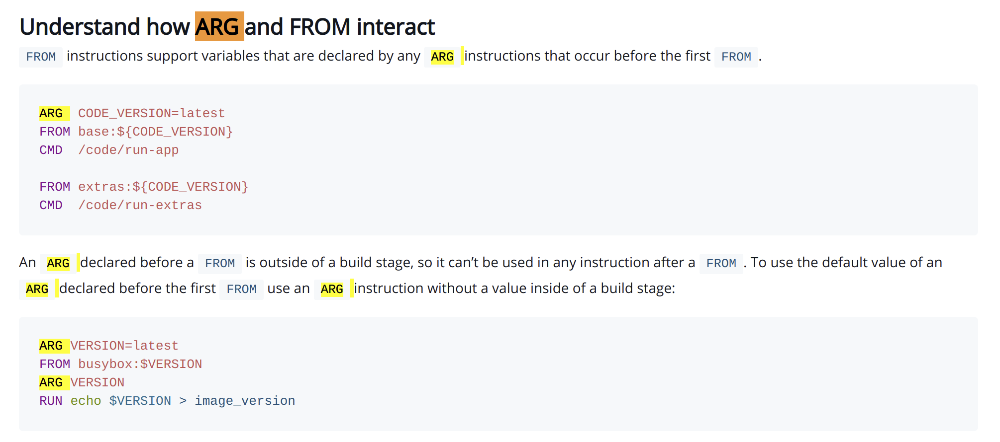 Understand how ARG and FROM interact
FROM instructions support variables that are declared by any ARG instructions that occur before the first FROM .
ARG  CODE_VERSION=latest
FROM base:${CODE_VERSION}
CMD  /code/run-app
FROM extras:${CODE_VERSION}
CMD  /code/run-extras
An ARG declared before a FROM is outside of a build stage, so it can’t be used in any instruction after a FROM . To use the default value of an
ARG declared before the first FROM use an ARG instruction without a value inside of a build stage:
ARG VERSION=latest
FROM busybox:$VERSION
ARG VERSION
RUN echo $VERSION > image_version